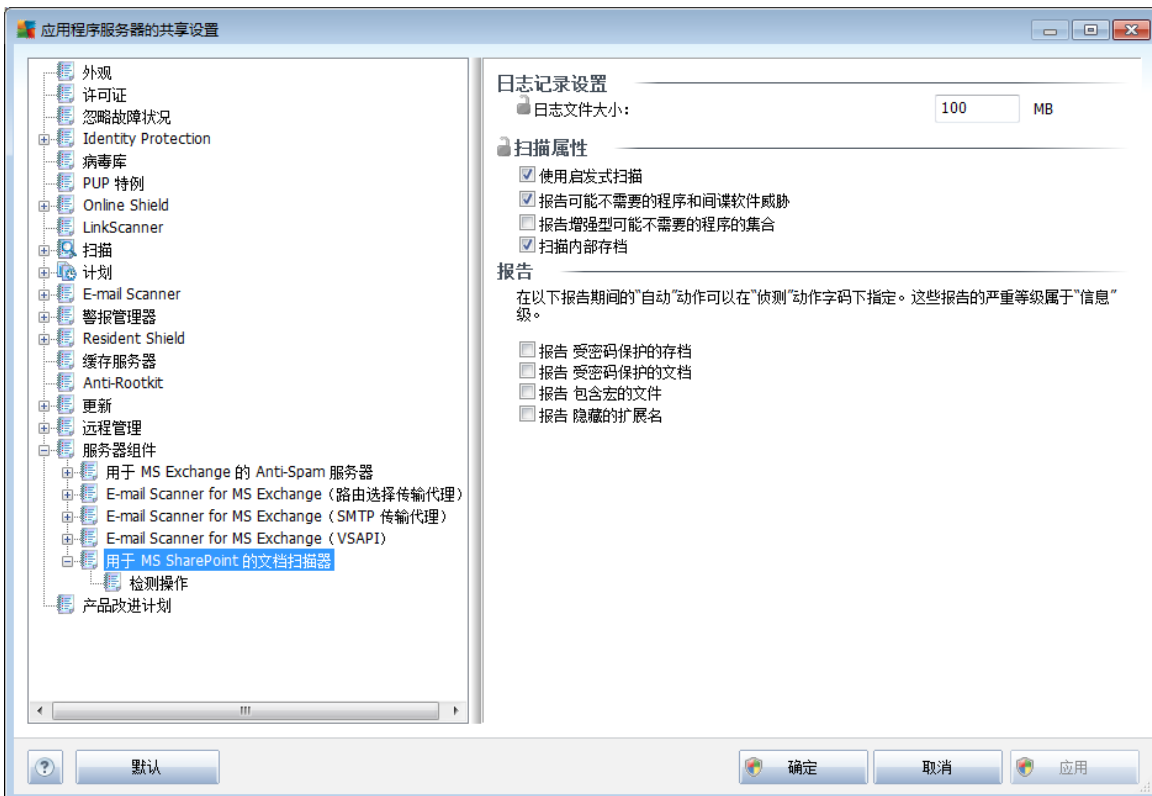 应用程序服务器的共享设置
外观
许可证
忽略故障状况
Identity Protection
病毒库
PUP 特例
Online Shield
LinkScanner
扫描
计划
E-mail Scanner
警报管理器
Resident Shield
缓存服务器
Anti-Rootkit
更新
远程管理
服务器组件
用于 MS Exchange 的 Anti-Spam 服务器
E-mail Scanner for MS Exchange（路由选择传输代理）
E-mail Scanner for MS Exchange（SMTP 传输代理）
E-mail Scanner for MS Exchange（VSAPI）
用于 MS SharePoint 的文档扫描器
检测操作
产品改进计划
日志记录设置
日志文件大小： 100 MB
扫描属性
使用启发式扫描
报告可能不需要的程序和间谍软件威胁
报告增强型可能不需要的程序的集合
扫描内部存档
报告
在以下报告期间的"自动"动作可以在"侦测"动作字码下指定。这些报告的严重等级属于"信息"
级。
报告 受密码保护的存档
报告 受密码保护的文档
报告 包含宏的文件
报告 隐藏的扩展名
? 默认 确定 取消 应用